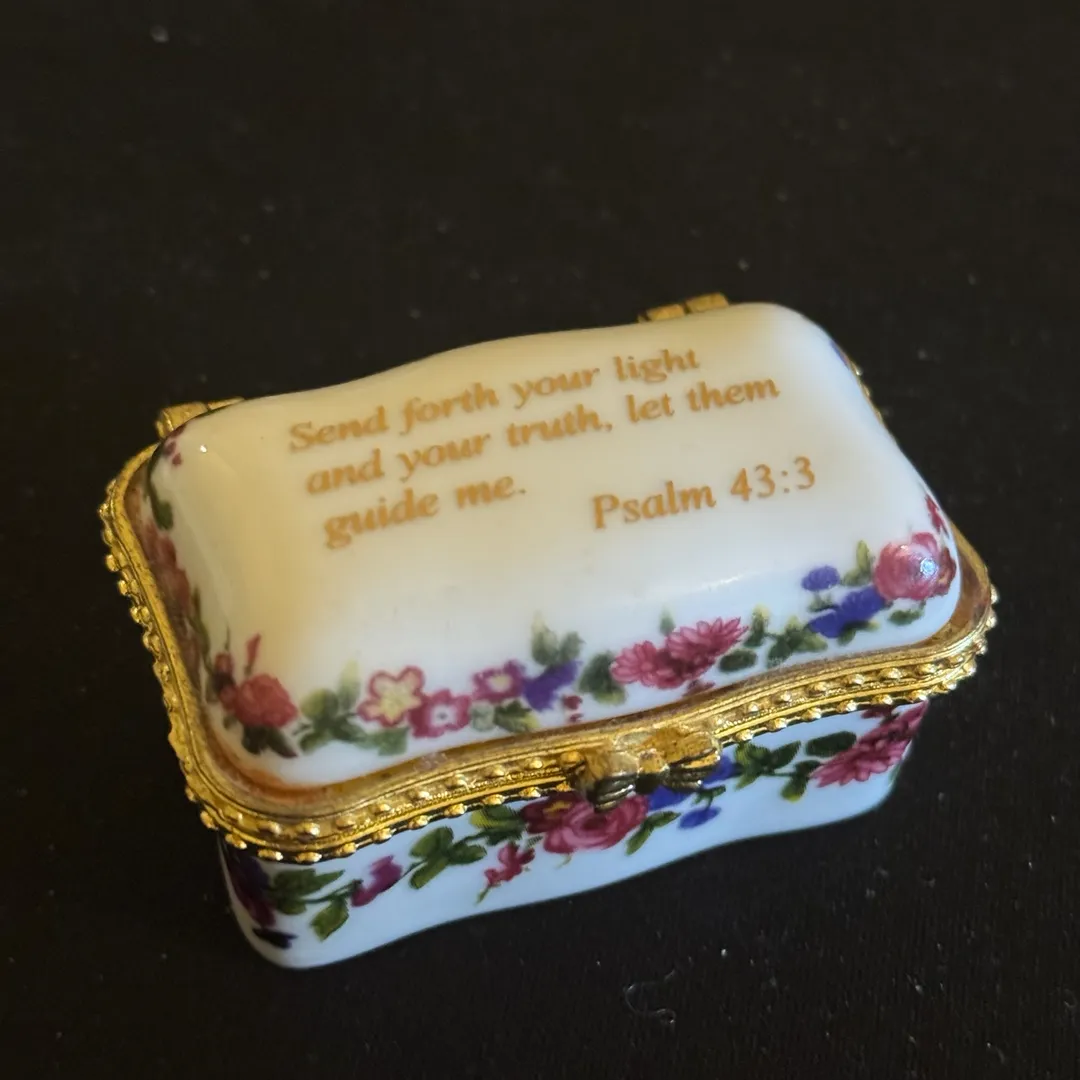 Send forth your light
and your truth, let them
guide me.
Psalm 43:3